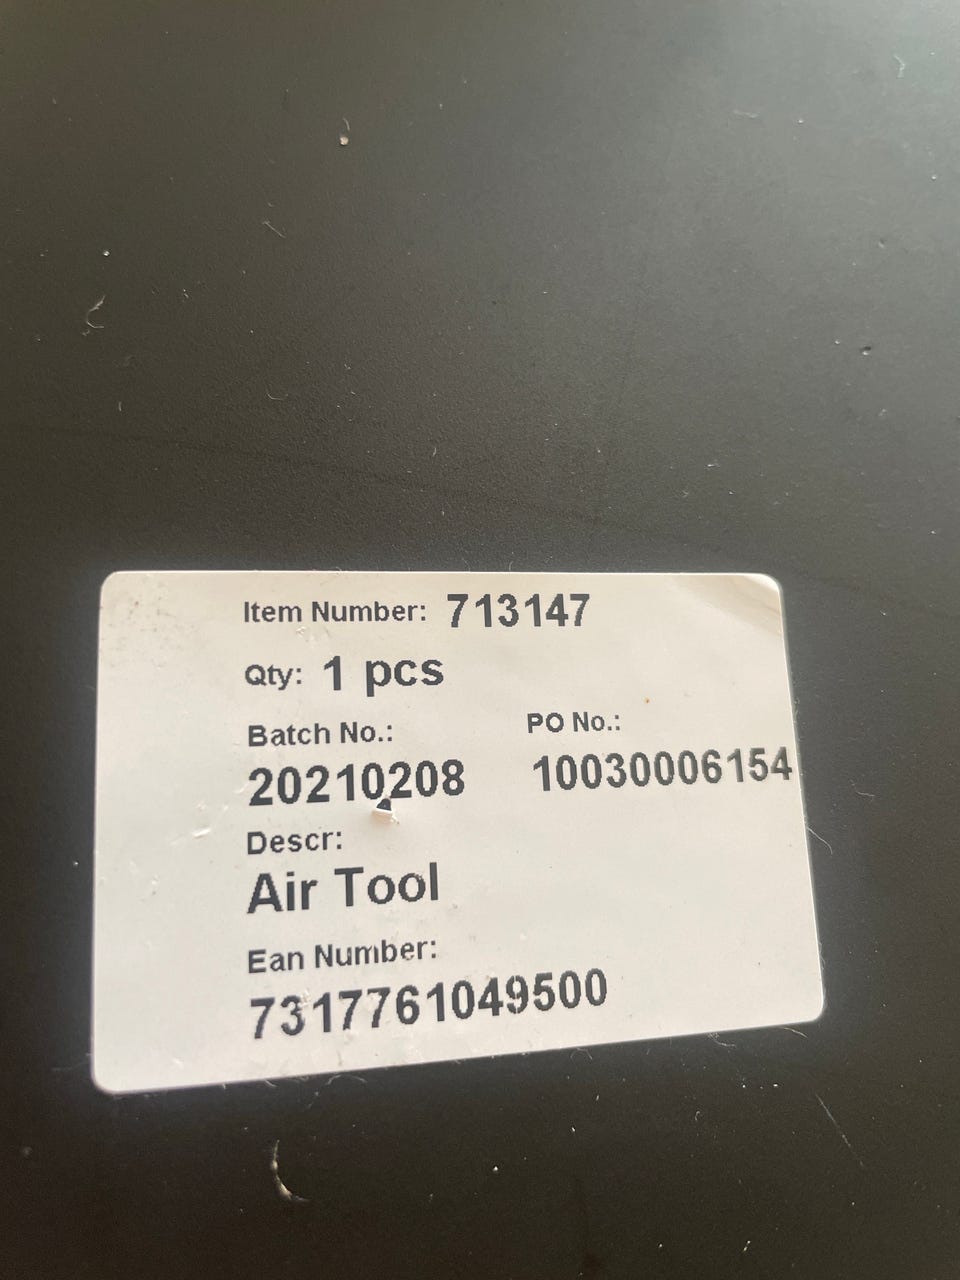 Item Number: 713147
Qty: 1 pcs
Batch No.: PO No.:
20210208 10030006154
Descr:
Air Tool
Ean Number:
7317761049500